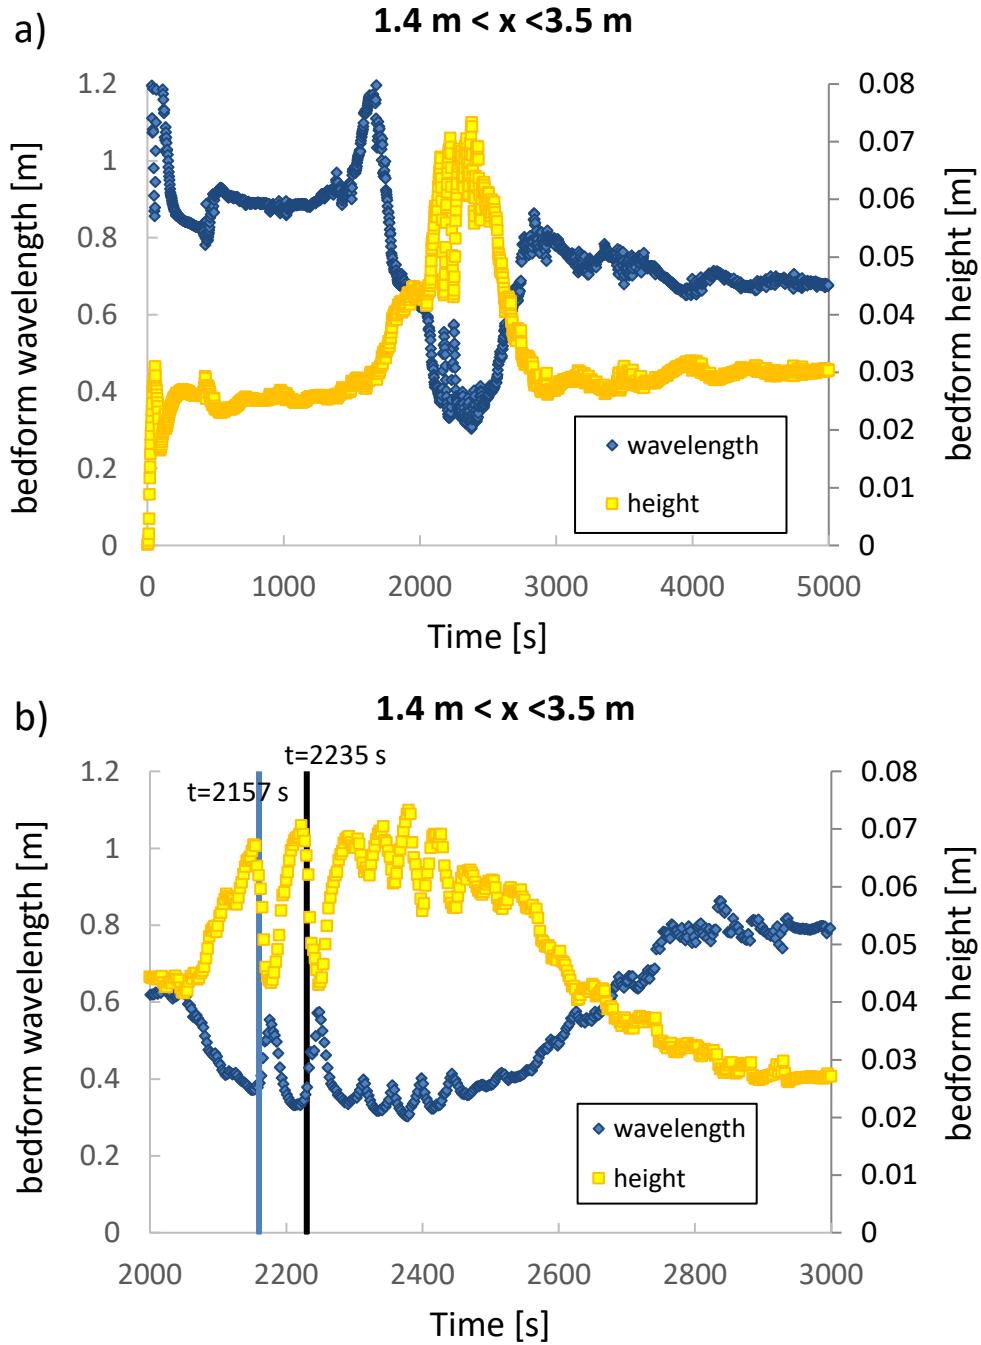 a)
1.4 m < x <3.5 m
bedform wavelength [m]
1.2
1
0.8
0.6
0.4
0.2
0
0.08
0.07
0.06
0.05
0.04
0.03
0.02
0.01
0
bedform height [m]
wavelength
height
0 1000 2000 3000 4000 5000
Time [s]
b)
1.4 m < x <3.5 m
t=2235 s
t=2157 s
bedform wavelength [m]
1.2
1
0.8
0.6
0.4
0.2
0
0.08
0.07
0.06
0.05
0.04
0.03
0.02
0.01
0
bedform height [m]
wavelength
height
2000 2200 2400 2600 2800 3000
Time [s]